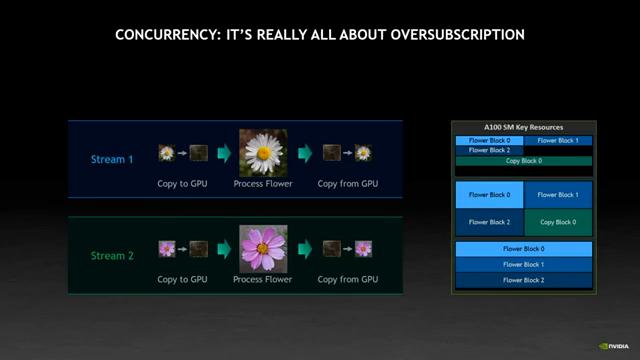 CONCURRENCY: IT'S REALLY ALL ABOUT OVERSUBSCRIPTION
Stream 1
Copy to GPU
Process Flower
Copy from GPU
Stream 2
Copy to GPU
Process Flower
Copy from GPU
A100 SM Key Resources
Flower Block 0
Flower Block 1
Flower Block 2
Copy Block 0
Flower Block 0
Flower Block 1
Flower Block 2
Copy Block 0
Flower Block 0
Flower Block 1
Flower Block 2
NVIDIA